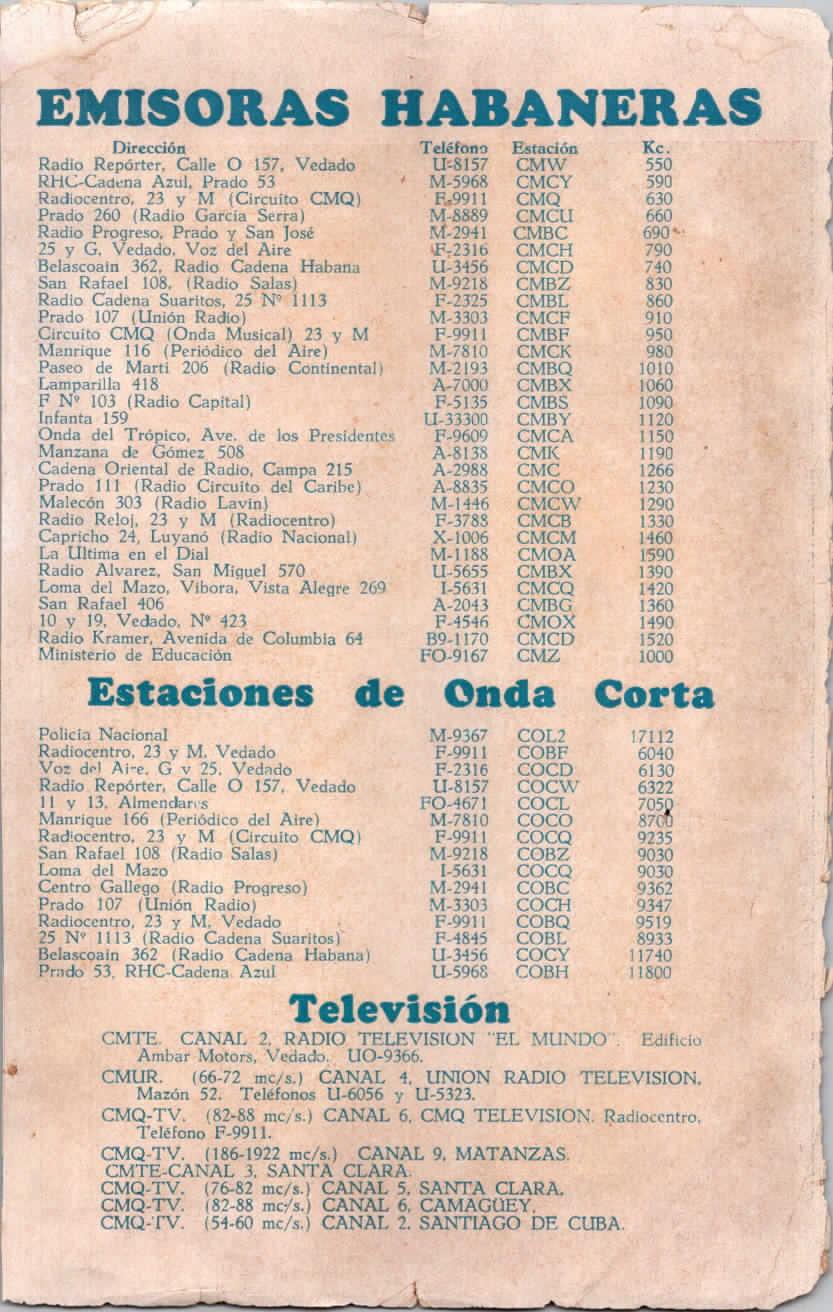 EMISORAS HABANERAS
Dirección Teléfono Estación Kc.
Radio Repórter, Calle O 157, Vedado U-8157 CMW 550
RHC-Cadena Azul, Prado 53 M-5968 CMCY 590
Radiocentro, 23 y M (Circuito CMQ) F-9911 CMQ 630
Prado 260 (Radio García Serra) M-8889 CMCU 660
Radio Progreso, Prado y San José M-2941 CMBC 690
25 y G, Vedado, Voz del Aire F-2316 CMCH 790
Belascoain 362, Radio Cadena Habana U-3456 CMCD 740
San Rafael 108, (Radio Salas) M-9218 CMBZ 830
Radio Cadena Suaritos, 25 Nº 1113 F-2325 CMBL 860
Prado 107 (Unión Radio) M-3303 CMCF 910
Circuito CMQ (Onda Musical) 23 y M F-9911 CMBF 950
Manrique 116 (Periódico del Aire) M-7810 CMCK 980
Paseo de Marti 206 (Radio Continental) M-2193 CMBQ 1010
Lamparilla 418 A-7000 CMBX 1060
F Nº 103 (Radio Capital) F-5135 CMBS 1090
Infanta 159 U-33300 CMBY 1120
Onda del Trópico, Ave. de los Presidentes F-9609 CMCA 1150
Manzana de Gómez 508 A-8138 CMK 1190
Cadena Oriental de Radio, Campa 215 A-2988 CMC 1266
Prado 111 (Radio Circuito del Caribe) A-8835 CMCO 1230
Malecón 303 (Radio Lavín) M-1446 CMCW 1290
Radio Reloj, 23 y M (Radiocentro) F-3788 CMCB 1330
Capricho 24, Luyanó (Radio Nacional) X-1006 CMCM 1460
La Ultima en el Dial M-1188 CMOA 1590
Radio Alvarez, San Miguel 570 U-5655 CMBX 1390
Loma del Mazo, Víbora, Vista Alegre 269 I-5631 CMCQ 1420
San Rafael 406 A-2043 CMBG 1360
10 y 19, Vedado, Nº 423 F-4546 CMOX 1490
Radio Kramer, Avenida de Columbia 64 B9-1170 CMCD 1520
Ministerio de Educación FO-9167 CMZ 1000
Estaciones de Onda Corta
Policía Nacional M-9367 COL2 17112
Radiocentro, 23 y M, Vedado F-9911 COBF 6040
Voz del Aire, G y 25, Vedado F-2316 COCD 6130
Radio Repórter, Calle O 157, Vedado U-8157 COCW 6322
11 y 13, Almendares FO-4671 COCL 7050
Manrique 166 (Periódico del Aire) M-7810 COCO 8700
Radiocentro, 23 y M (Circuito CMQ) F-9911 COCQ 9235
San Rafael 108 (Radio Salas) M-9218 COBZ 9030
Loma del Mazo I-5631 COCQ 9030
Centro Gallego (Radio Progreso) M-2941 COBC 9362
Prado 107 (Unión Radio) M-3303 COCH 9347
Radiocentro, 23 y M, Vedado F-9911 COBQ 9519
25 Nº 1113 (Radio Cadena Suaritos) F-4845 COBL 8933
Belascoain 362 (Radio Cadena Habana) U-3456 COCY 11740
Prado 53, RHC-Cadena Azul U-5968 COBH 11800
Televisión
CMTE. CANAL 2, RADIO TELEVISION "EL MUNDO". Edificio
Ambar Motors, Vedado. UO-9366.
CMUR. (66-72 mc/s.) CANAL 4, UNION RADIO TELEVISION,
Mazón 52. Teléfonos U-6056 y U-5323.
CMQ-TV. (82-88 mc/s.) CANAL 6, CMQ TELEVISION. Radiocentro,
Teléfono F-9911.
CMQ-TV. (186-1922 mc/s.) CANAL 9, MATANZAS.
CMTE-CANAL 3, SANTA CLARA.
CMQ-TV. (76-82 mc/s.) CANAL 5, SANTA CLARA,
CMQ-TV. (82-88 mc/s.) CANAL 6, CAMAGÜEY,
CMQ-TV. (54-60 mc/s.) CANAL 2, SANTIAGO DE CUBA.